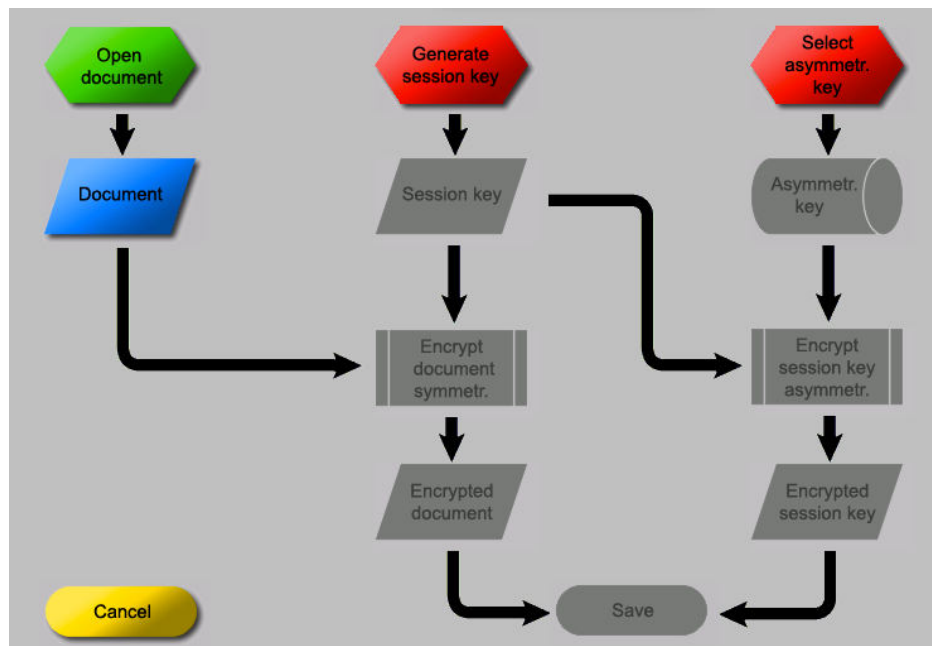 Open
document
Generate
session key
Select
asymmetr.
key
Document
Session key
Asymmetr.
key
Encrypt
document
symmetr.
Encrypt
session key
asymmetr.
Encrypted
document
Encrypted
session key
Cancel
Save